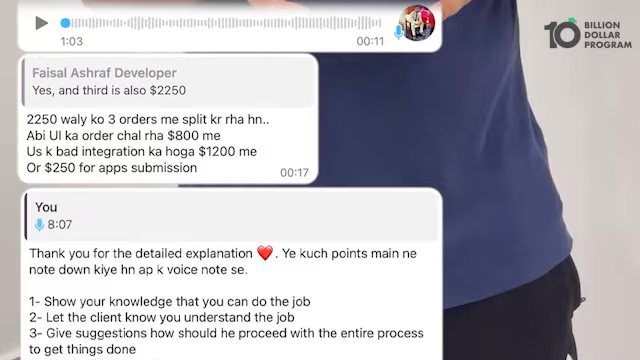 1:03
00:11
10 BILLION
DOLLAR
PROGRAM
Faisal Ashraf Developer
Yes, and third is also $2250
2250 waly ko 3 orders me split kr rha hn..
Abi UI ka order chal rha $800 me
Us k bad integration ka hoga $1200 me
Or $250 for apps submission
00:17
You
8:07
Thank you for the detailed explanation ❤️. Ye kuch points main ne
note down kiye hn ap k voice note se.
1- Show your knowledge that you can do the job
2- Let the client know you understand the job
3- Give suggestions how should he proceed with the entire process
to get things done